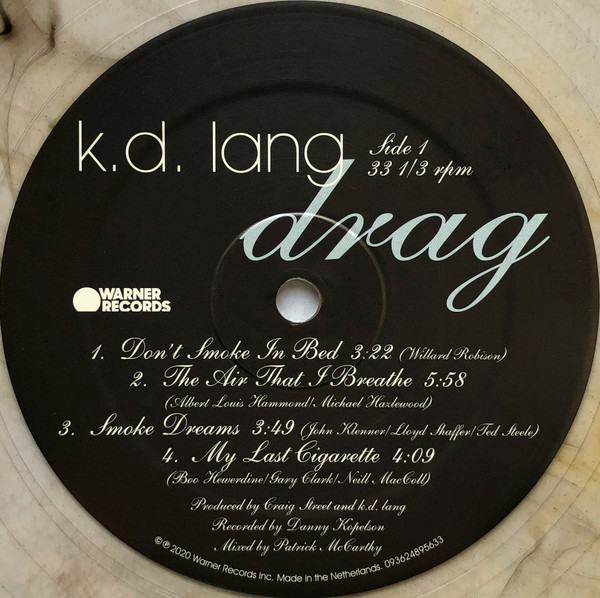 k.d. lang
Side 1
33 1/3 rpm
drag
WARNER
RECORDS
1. Don't Smoke In Bed 3:22 (Willard Robison)
2. The Air That I Breathe 5:58
(Albert Louis Hammond/Michael Hazlewood)
3. Smoke Dreams 3:49 (John Klenner/Lloyd Shaffer/Ted Steele)
4. My Last Cigarette 4:09
(Boo Hewerdine/Gary Clark/Neill MacColl)
Produced by Craig Street and k.d. lang
Recorded by Danny Kopelson
Mixed by Patrick McCarthy
©℗ 2020 Warner Records Inc. Made in the Netherlands. 093624895633